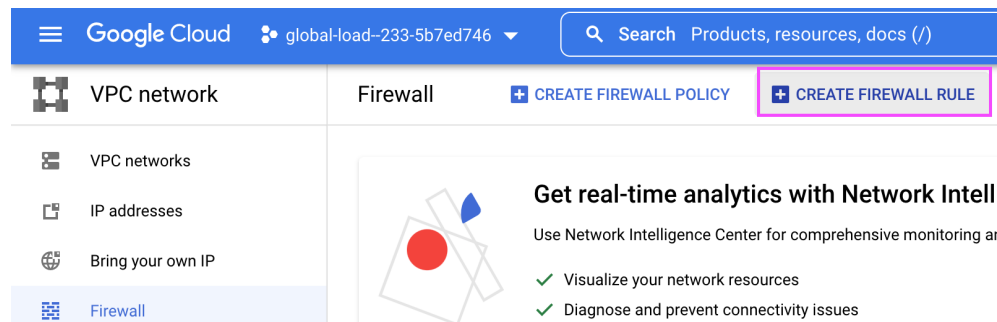 Google Cloud global-load--233-5b7ed746 Search Products, resources, docs (/)
VPC network
Firewall CREATE FIREWALL POLICY CREATE FIREWALL RULE
VPC networks
IP addresses
Bring your own IP
Firewall
Get real-time analytics with Network Intell
Use Network Intelligence Center for comprehensive monitoring an
Visualize your network resources
Diagnose and prevent connectivity issues